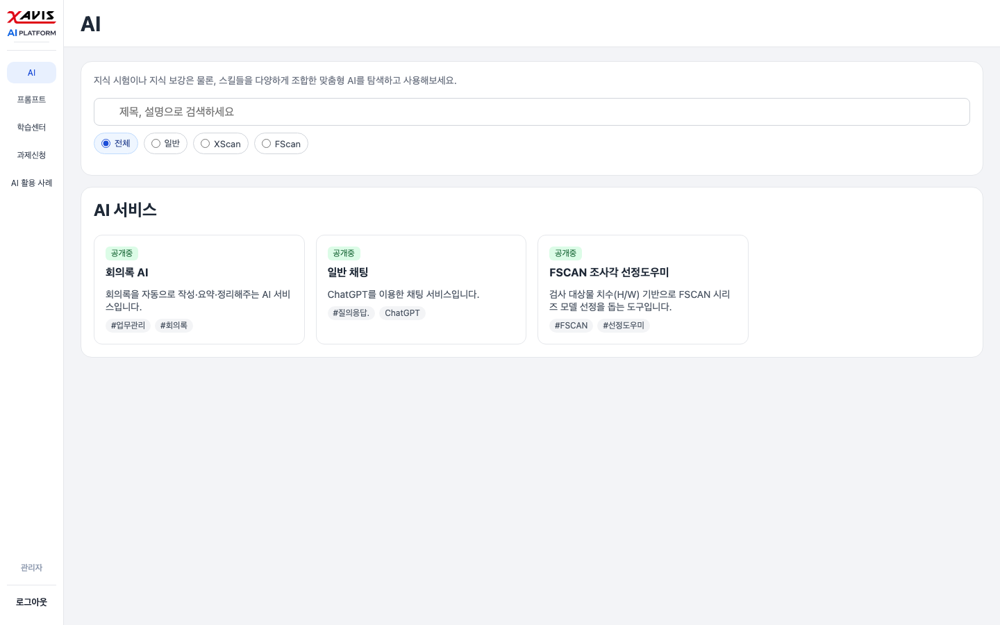 XAVIS
AI PLATFORM
AI
프롬프트
학습센터
과제신청
AI 활용 사례
관리자
로그아웃
AI
지식 시험이나 지식 보강은 물론, 스킬들을 다양하게 조합한 맞춤형 AI를 탐색하고 사용해보세요.
제목, 설명으로 검색하세요
전체 일반 XScan FScan
AI 서비스
공개중
회의록 AI
회의록을 자동으로 작성·요약·정리해주는 AI 서비
스입니다.
#업무관리 #회의록
공개중
일반 채팅
ChatGPT를 이용한 채팅 서비스입니다.
#질의응답. ChatGPT
공개중
FSCAN 조사각 선정도우미
검사 대상물 치수(H/W) 기반으로 FSCAN 시리
즈 모델 선정을 돕는 도구입니다.
#FSCAN #선정도우미